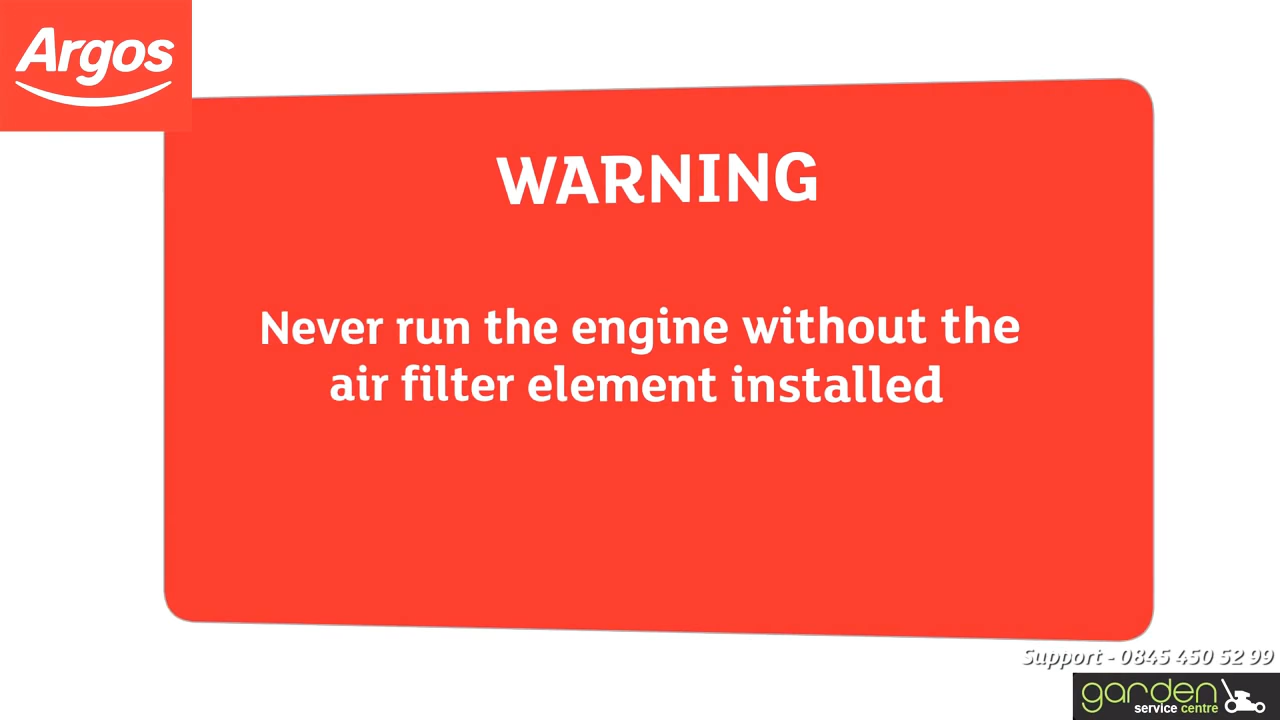 Argos
WARNING
Never run the engine without the
air filter element installed
Support - 0845 450 52 99
garden
service centre